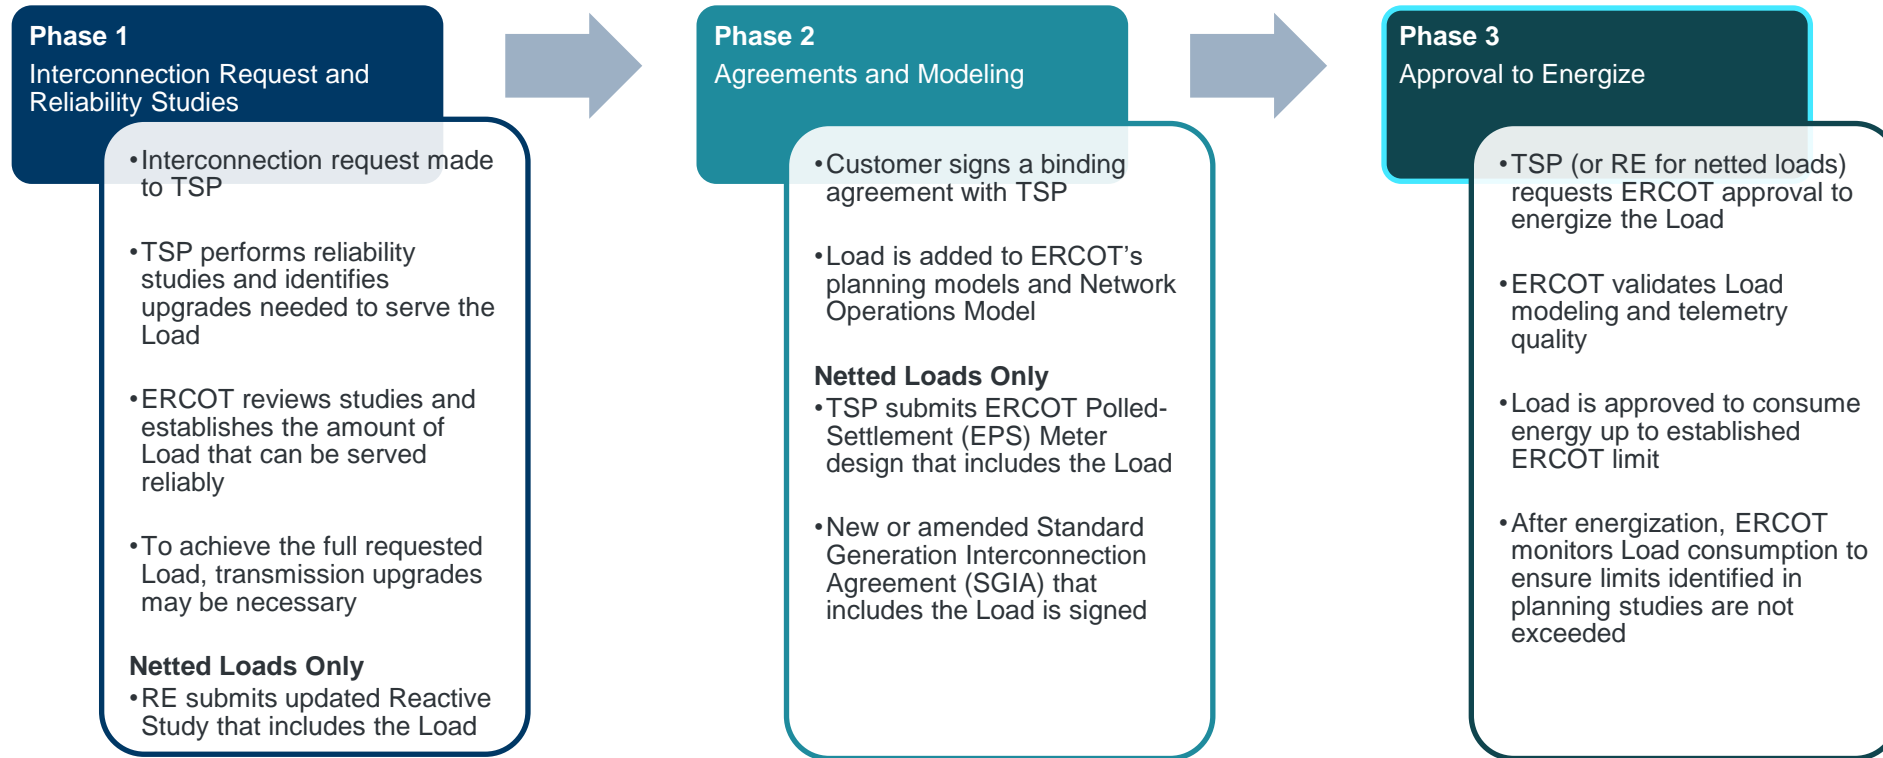 Phase 1
Interconnection Request and
Reliability Studies
•Interconnection request made
to TSP
•TSP performs reliability
studies and identifies
upgrades needed to serve the
Load
•ERCOT reviews studies and
establishes the amount of
Load that can be served
reliably
•To achieve the full requested
Load, transmission upgrades
may be necessary
Netted Loads Only
•RE submits updated Reactive
Study that includes the Load
Phase 2
Agreements and Modeling
•Customer signs a binding
agreement with TSP
•Load is added to ERCOT’s
planning models and Network
Operations Model
Netted Loads Only
•TSP submits ERCOT Polled-
Settlement (EPS) Meter
design that includes the Load
•New or amended Standard
Generation Interconnection
Agreement (SGIA) that
includes the Load is signed
Phase 3
Approval to Energize
•TSP (or RE for netted loads)
requests ERCOT approval to
energize the Load
•ERCOT validates Load
modeling and telemetry
quality
•Load is approved to consume
energy up to established
ERCOT limit
•After energization, ERCOT
monitors Load consumption to
ensure limits identified in
planning studies are not
exceeded